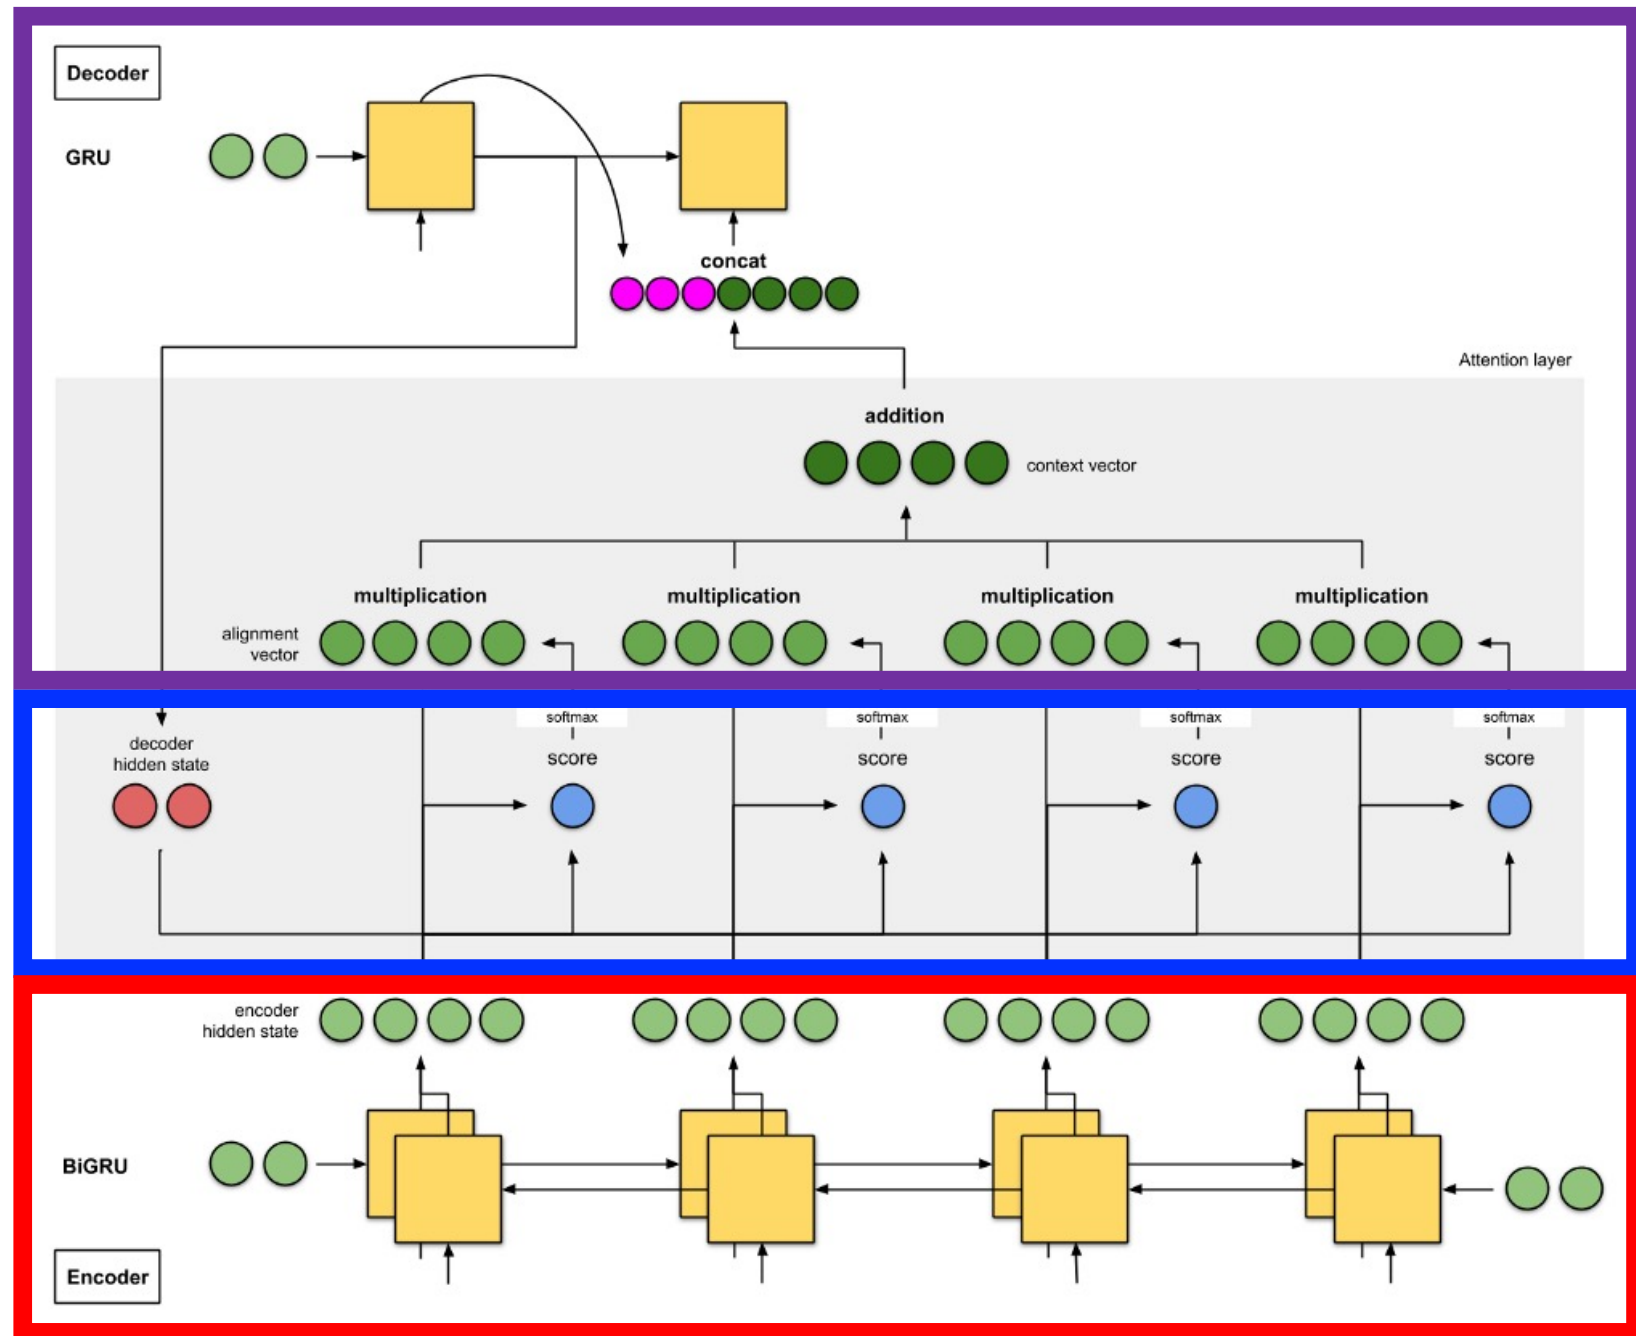 Decoder
GRU
concat
Attention layer
addition
context vector
multiplication
multiplication
multiplication
multiplication
alignment
vector
softmax
softmax
softmax
softmax
decoder
hidden state
score
score
score
score
encoder
hidden state
BiGRU
Encoder